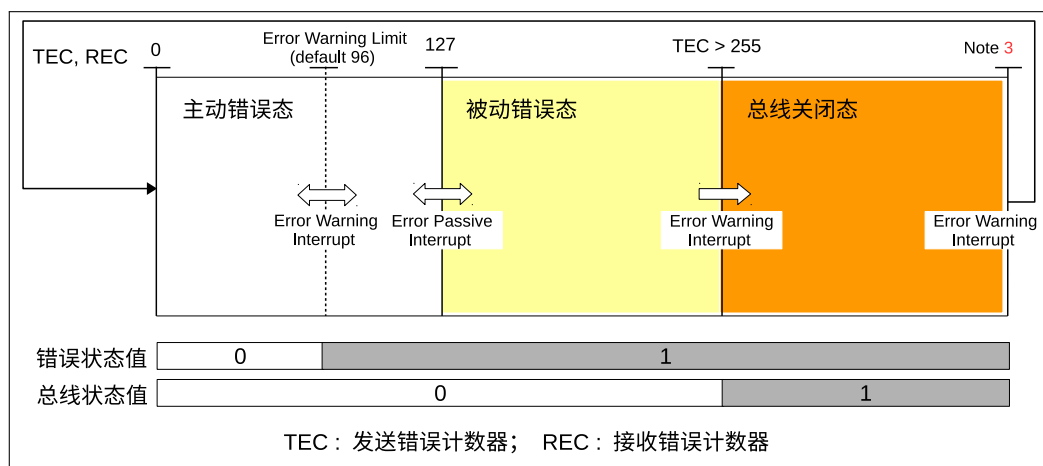 TEC, REC
0
Error Warning Limit
(default 96)
127
TEC > 255
Note 3
主动错误态
被动错误态
总线关闭态
Error Warning
Interrupt
Error Passive
Interrupt
Error Warning
Interrupt
Error Warning
Interrupt
错误状态值 0 1
总线状态值 0 1
TEC : 发送错误计数器； REC : 接收错误计数器